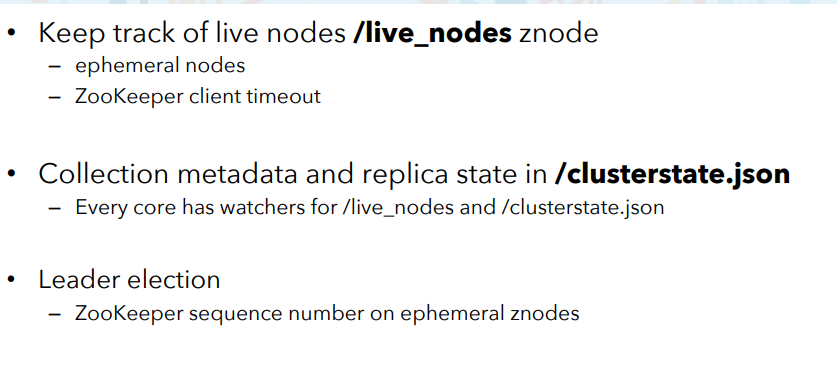 • Keep track of live nodes /live_nodes znode
– ephemeral nodes
– ZooKeeper client timeout
• Collection metadata and replica state in /clusterstate.json
– Every core has watchers for /live_nodes and /clusterstate.json
• Leader election
– ZooKeeper sequence number on ephemeral znodes